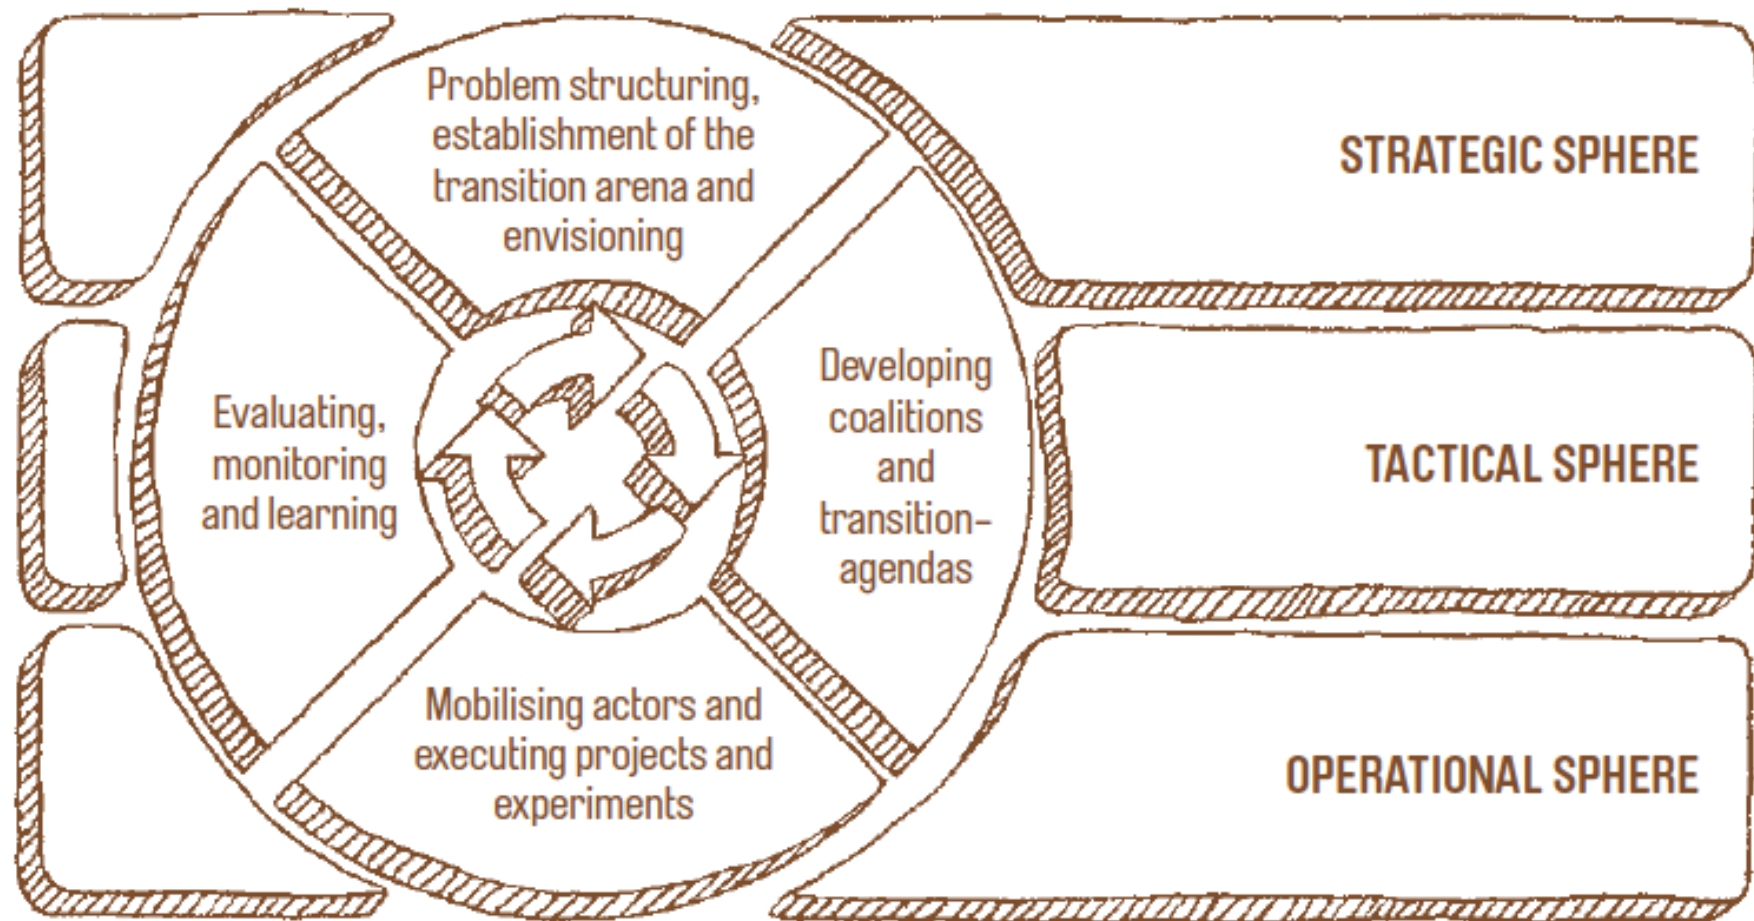 Problem structuring,
establishment of the
transition arena and
envisioning
STRATEGIC SPHERE
Developing
coalitions
and
transition-
agendas
TACTICAL SPHERE
Evaluating,
monitoring
and learning
Mobilising actors and
executing projects and
experiments
OPERATIONAL SPHERE